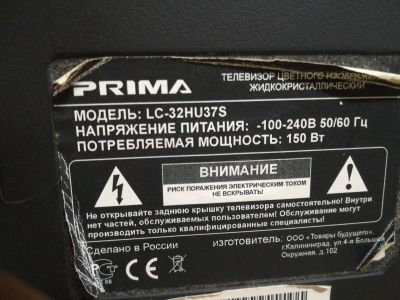 PRIMA
ТЕЛЕВИЗОР ЦВЕТНОГО ИЗОБРАЖЕ
ЖИДКОКРИСТАЛЛИЧЕСКИЙ
МОДЕЛЬ: LC-32HU37S
НАПРЯЖЕНИЕ ПИТАНИЯ: ~100-240В 50/60 Гц
ПОТРЕБЛЯЕМАЯ МОЩНОСТЬ: 150 Вт
ВНИМАНИЕ
РИСК ПОРАЖЕНИЯ ЭЛЕКТРИЧЕСКИМ ТОКОМ
НЕ ВСКРЫВАТЬ!
Не открывайте заднюю крышку телевизора самостоятельно! Внутри
нет частей, обслуживаемых пользователем! Обслуживание могут
производить только квалифицированные специалисты!
Сделано в России
ИЗГОТОВИТЕЛЬ: ООО «Товары будущего».
г.Калининград, ул.4-я Большая
Окружная, д.102